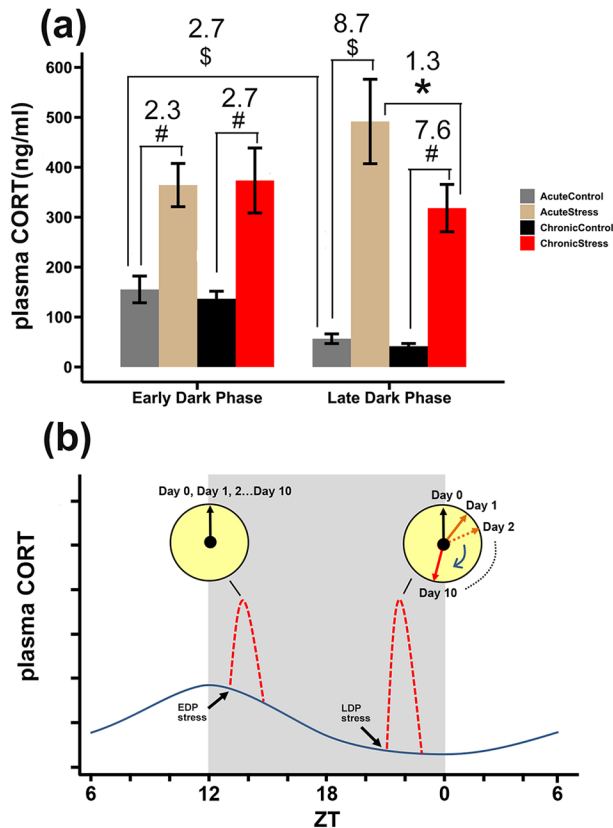 (a)
2.7
$
8.7
$
1.3
*
2.3
#
2.7
#
7.6
#
plasma CORT(ng/ml)
600
500
400
300
200
100
0
Early Dark Phase
Late Dark Phase
AcuteControl
AcuteStress
ChronicControl
ChronicStress
(b)
plasma CORT
Day 0, Day 1, 2...Day 10
Day 0
Day 1
Day 2
Day 10
EDP
stress
LDP
stress
6
12
18
0
6
ZT